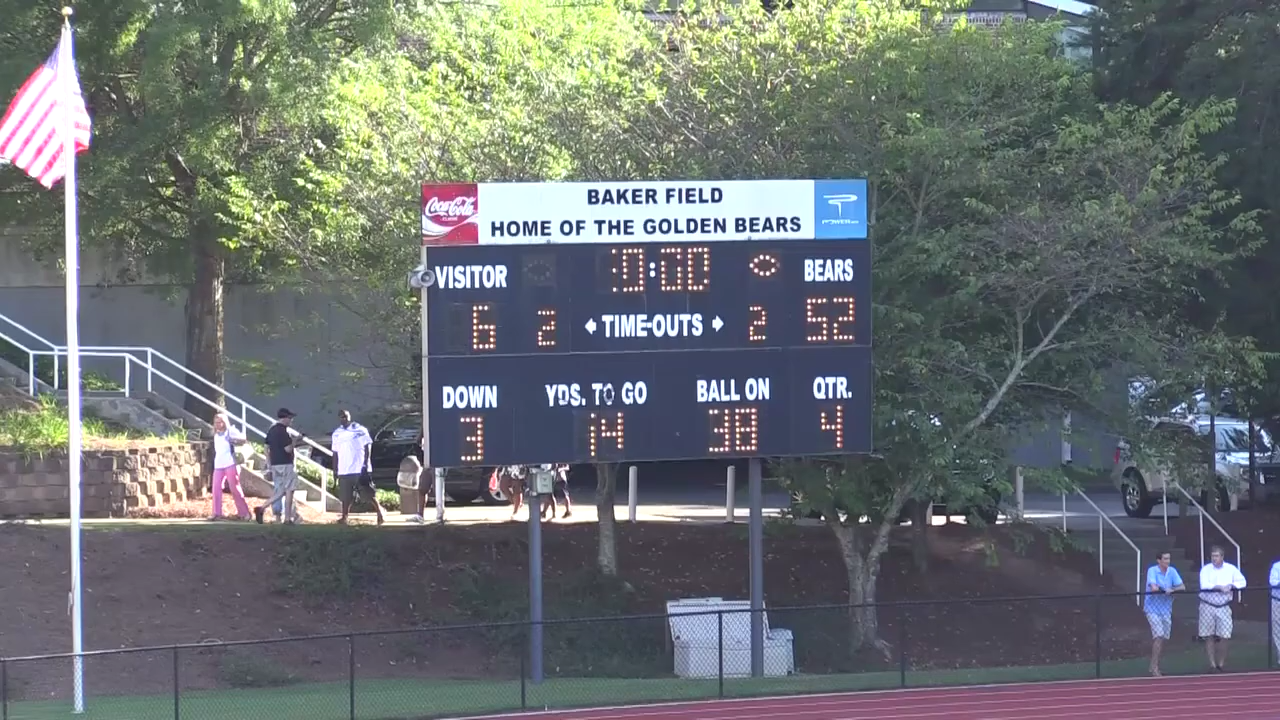 BAKER FIELD
HOME OF THE GOLDEN BEARS
Coca-Cola
CLASSIC
VISITOR 0:00 BEARS
6 2 TIME-OUTS 2 52
DOWN YDS. TO GO BALL ON QTR.
3 14 38 4